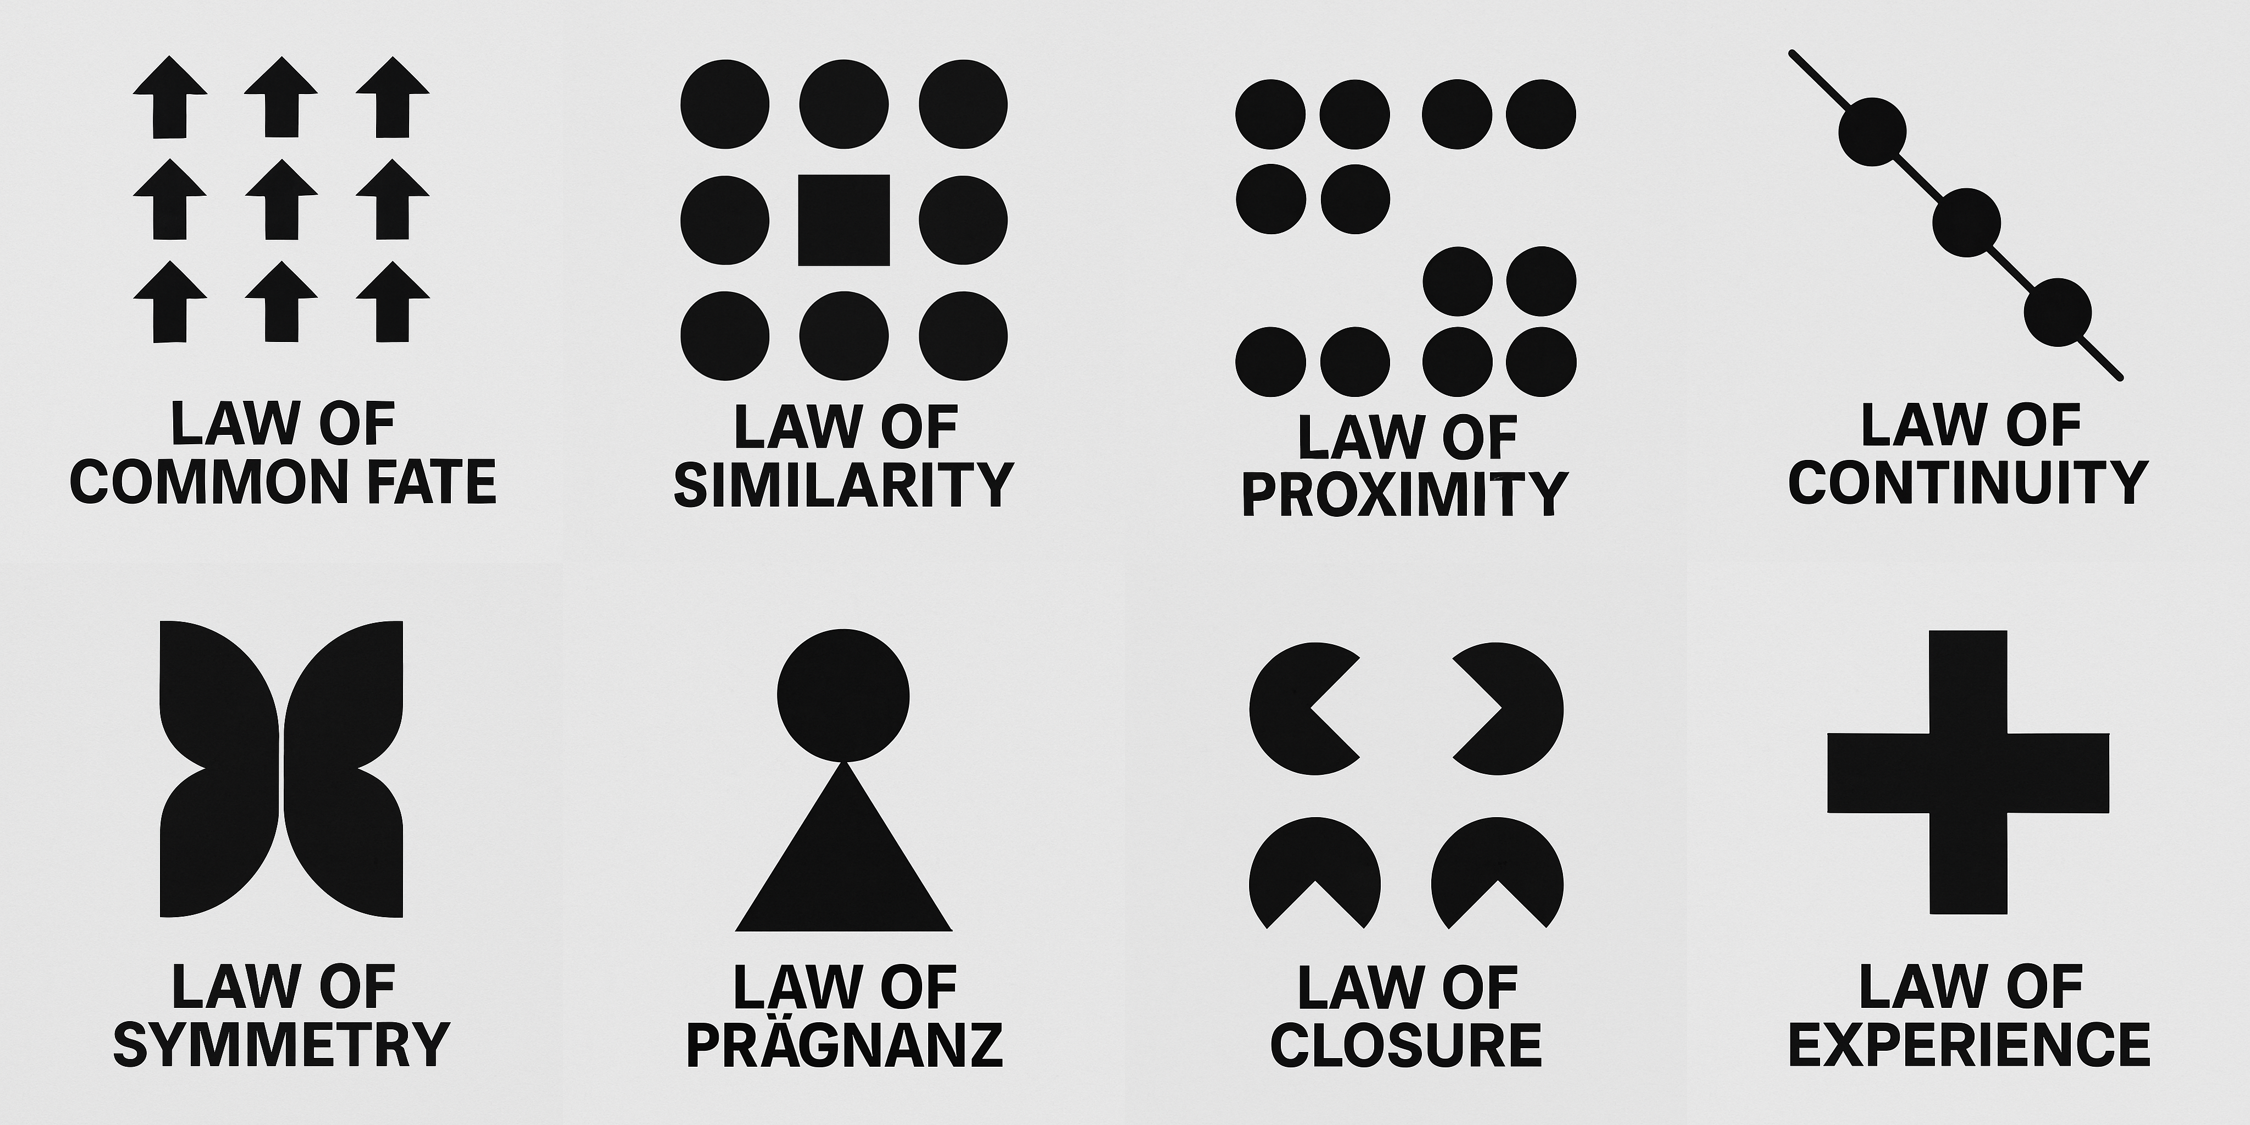 LAW OF
COMMON FATE
LAW OF
SIMILARITY
LAW OF
PROXIMITY
LAW OF
CONTINUITY
LAW OF
SYMMETRY
LAW OF
PRÄGNANZ
LAW OF
CLOSURE
LAW OF
EXPERIENCE